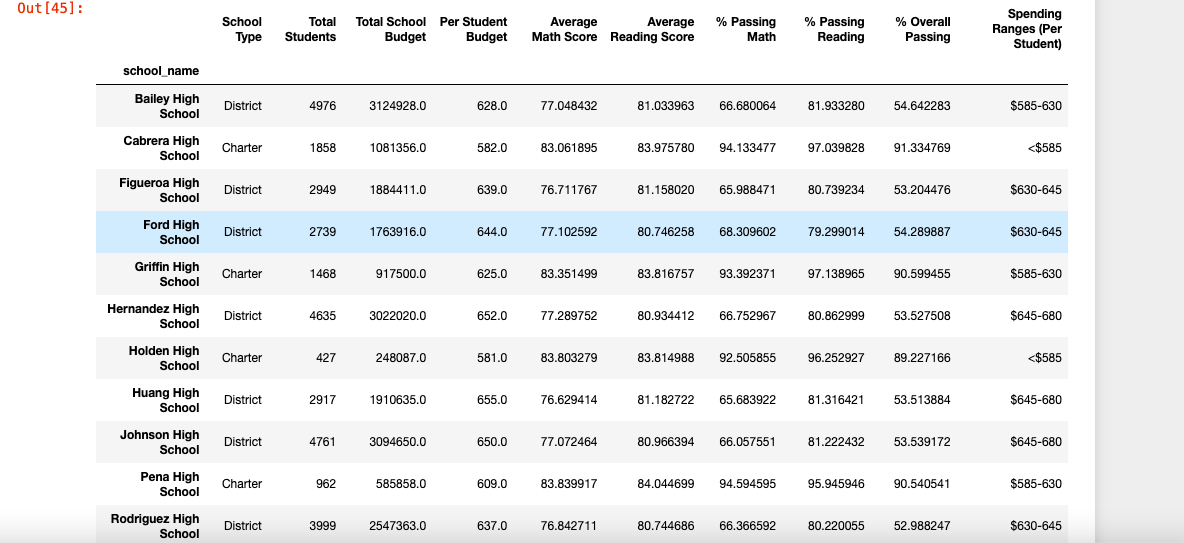 Out[45]:
School Type Total Students Total School Budget Per Student Budget Average Math Score Average Reading Score % Passing Math % Passing Reading % Overall Passing Spending Ranges (Per Student)
school_name
Bailey High School District 4976 3124928.0 628.0 77.048432 81.033963 66.680064 81.933280 54.642283 $585-630
Cabrera High School Charter 1858 1081356.0 582.0 83.061895 83.975780 94.133477 97.039828 91.334769 <$585
Figueroa High School District 2949 1884411.0 639.0 76.711767 81.158020 65.988471 80.739234 53.204476 $630-645
Ford High School District 2739 1763916.0 644.0 77.102592 80.746258 68.309602 79.299014 54.289887 $630-645
Griffin High School Charter 1468 917500.0 625.0 83.351499 83.816757 93.392371 97.138965 90.599455 $585-630
Hernandez High School District 4635 3022020.0 652.0 77.289752 80.934412 66.752967 80.862999 53.527508 $645-680
Holden High School Charter 427 248087.0 581.0 83.803279 83.814988 92.505855 96.252927 89.227166 <$585
Huang High School District 2917 1910635.0 655.0 76.629414 81.182722 65.683922 81.316421 53.513884 $645-680
Johnson High School District 4761 3094650.0 650.0 77.072464 80.966394 66.057551 81.222432 53.539172 $645-680
Pena High School Charter 962 585858.0 609.0 83.839917 84.044699 94.594595 95.945946 90.540541 $585-630
Rodriguez High School District 3999 2547363.0 637.0 76.842711 80.744686 66.366592 80.220055 52.988247 $630-645